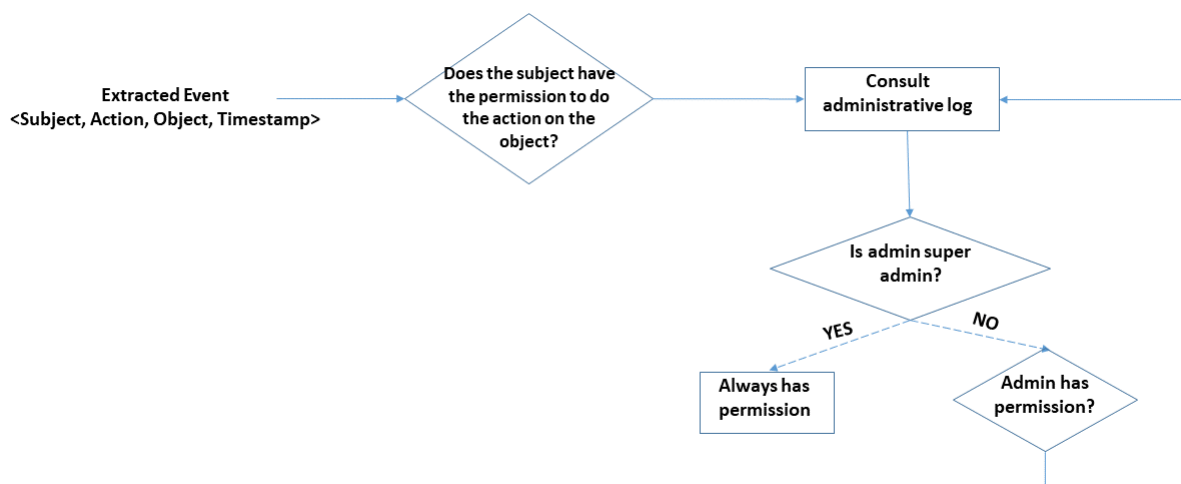 Extracted Event
<Subject, Action, Object, Timestamp>
Does the subject have
the permission to do
the action on the
object?
Consult
administrative log
Is admin super
admin?
YES
NO
Always has
permission
Admin has
permission?